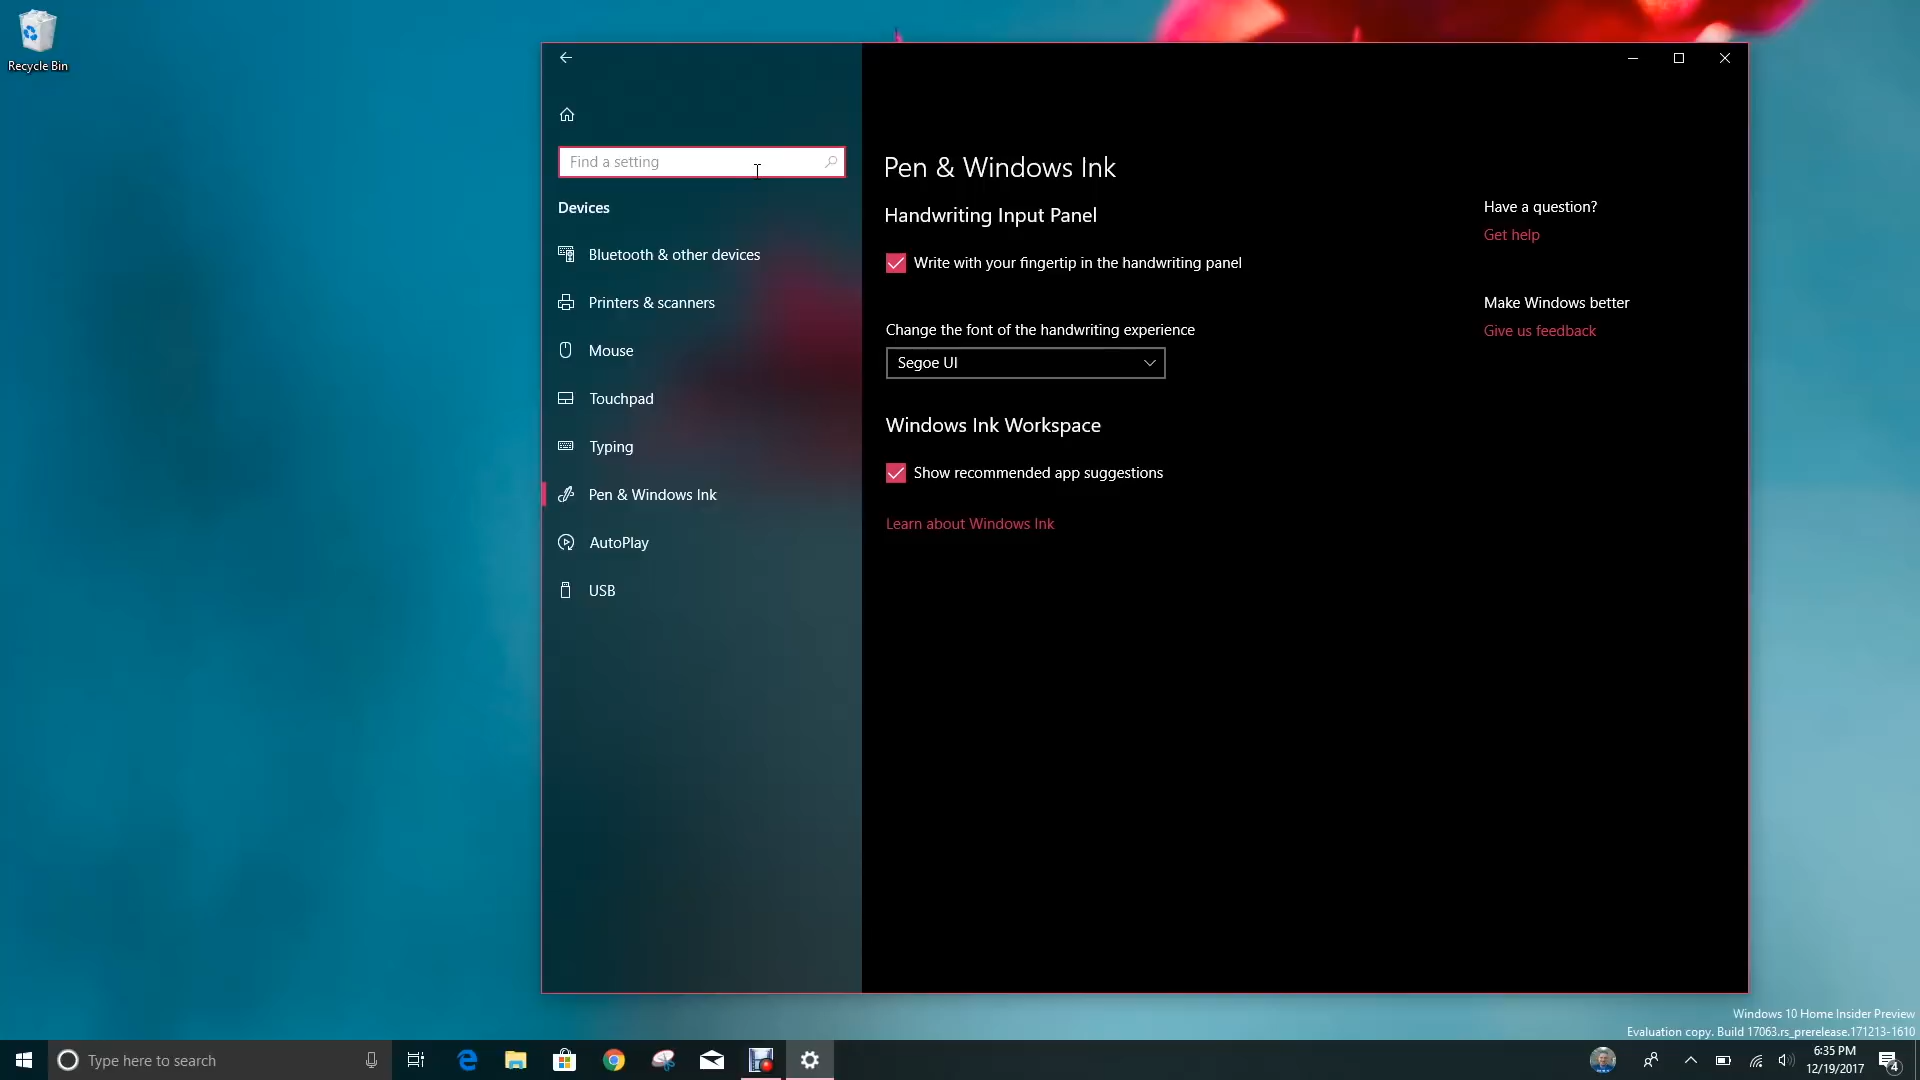 Recycle Bin
Find a setting
Devices
Bluetooth & other devices
Printers & scanners
Mouse
Touchpad
Typing
Pen & Windows Ink
AutoPlay
USB
Pen & Windows Ink
Handwriting Input Panel
Write with your fingertip in the handwriting panel
Change the font of the handwriting experience
Segoe UI
Windows Ink Workspace
Show recommended app suggestions
Learn about Windows Ink
Have a question?
Get help
Make Windows better
Give us feedback
Windows 10 Home Insider Preview
Evaluation copy. Build 17063.rs_prerelease.171213-1610
Type here to search
6:35 PM
12/19/2017
4